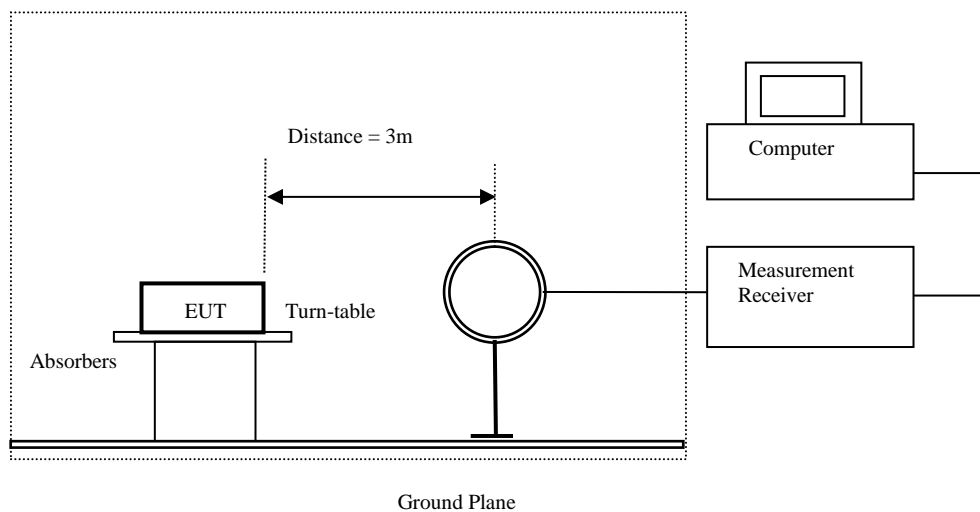 Distance = 3m
Computer
Measurement
Receiver
EUT
Turn-table
Absorbers
Ground Plane